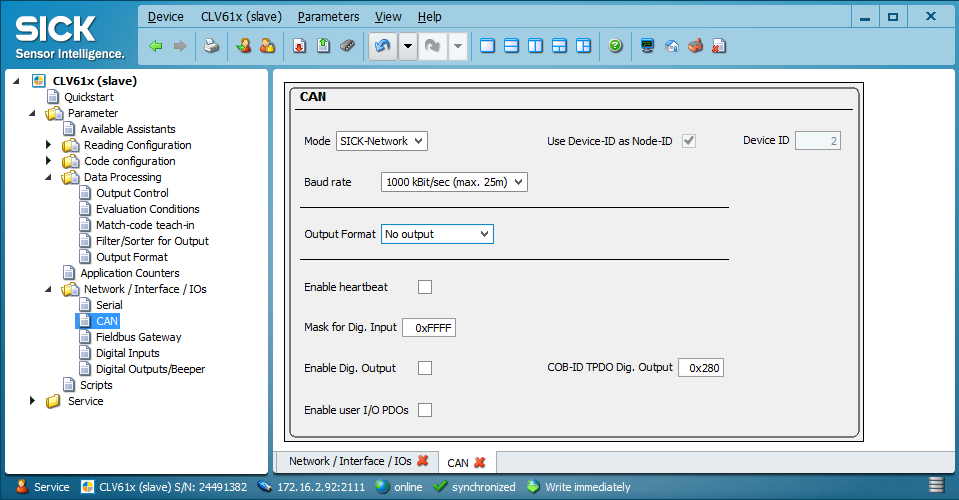 SICK
Sensor Intelligence.
Device CLV61x (slave) Parameters View Help
CLV61x (slave)
Quickstart
Parameter
Available Assistants
Reading Configuration
Code configuration
Data Processing
Output Control
Evaluation Conditions
Match-code teach-in
Filter/Sorter for Output
Output Format
Application Counters
Network / Interface / IOs
Serial
CAN
Fieldbus Gateway
Digital Inputs
Digital Outputs/Beeper
Scripts
Service
CAN
Mode SICK-Network Use Device-ID as Node-ID Device ID 2
Baud rate 1000 kBit/sec (max. 25m)
Output Format No output
Enable heartbeat
Mask for Dig. Input 0xFFFF
Enable Dig. Output COB-ID TPDO Dig. Output 0x280
Enable user I/O PDOs
Network / Interface / IOs CAN
Service CLV61x (slave) S/N: 24491382 172.16.2.92:2111 online synchronized Write immediately